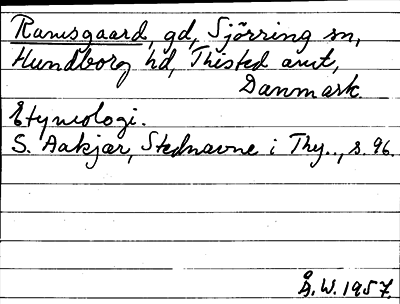 Ramsgaard, gd, Sjörring sn,
Hundborg hd, Thisted amt,
Danmark
Etymologi.
S. Aakjær, Stednavne i Thy.., s. 96.
Å. W. 1957.